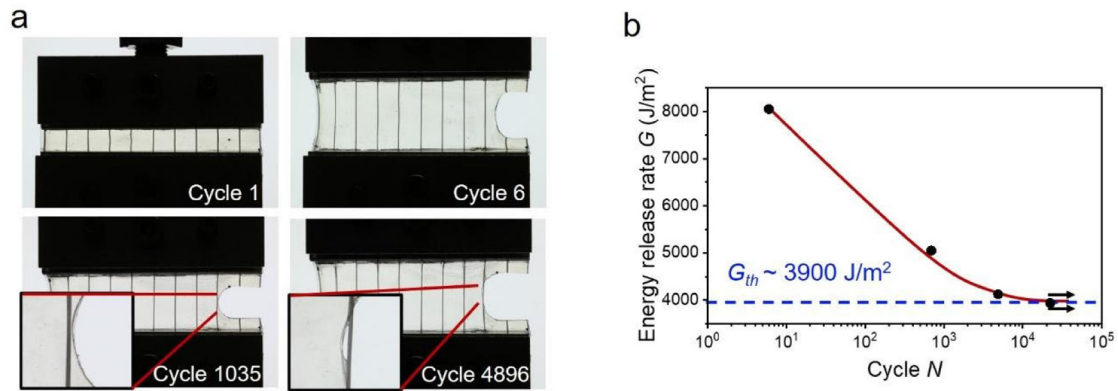 a
Cycle 1
Cycle 6
Cycle 1035
Cycle 4896
b
Energy release rate G (J/m²)
8000
7000
6000
5000
4000
G_th ~ 3900 J/m²
10⁰
10¹
10²
10³
10⁴
10⁵
Cycle N